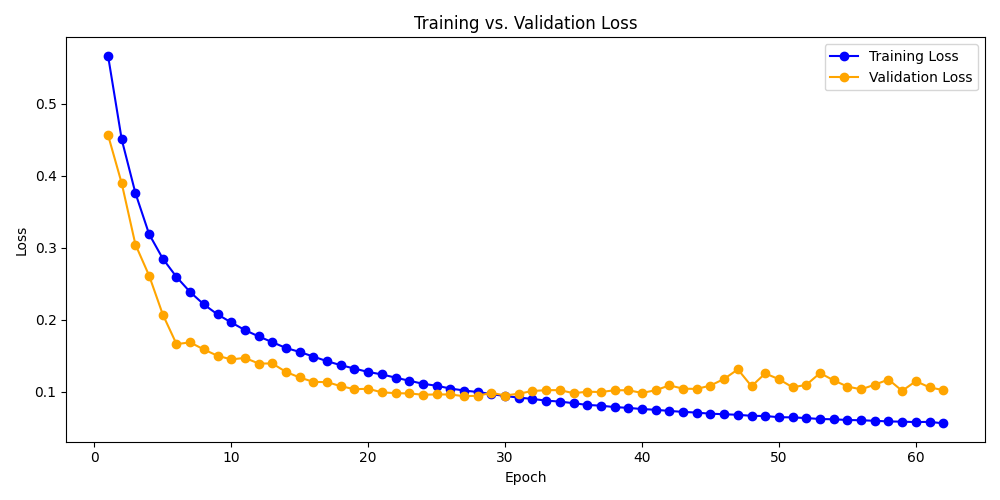 Training vs. Validation Loss
Training Loss
Validation Loss
Loss
0.5
0.4
0.3
0.2
0.1
0 10 20 30 40 50 60
Epoch